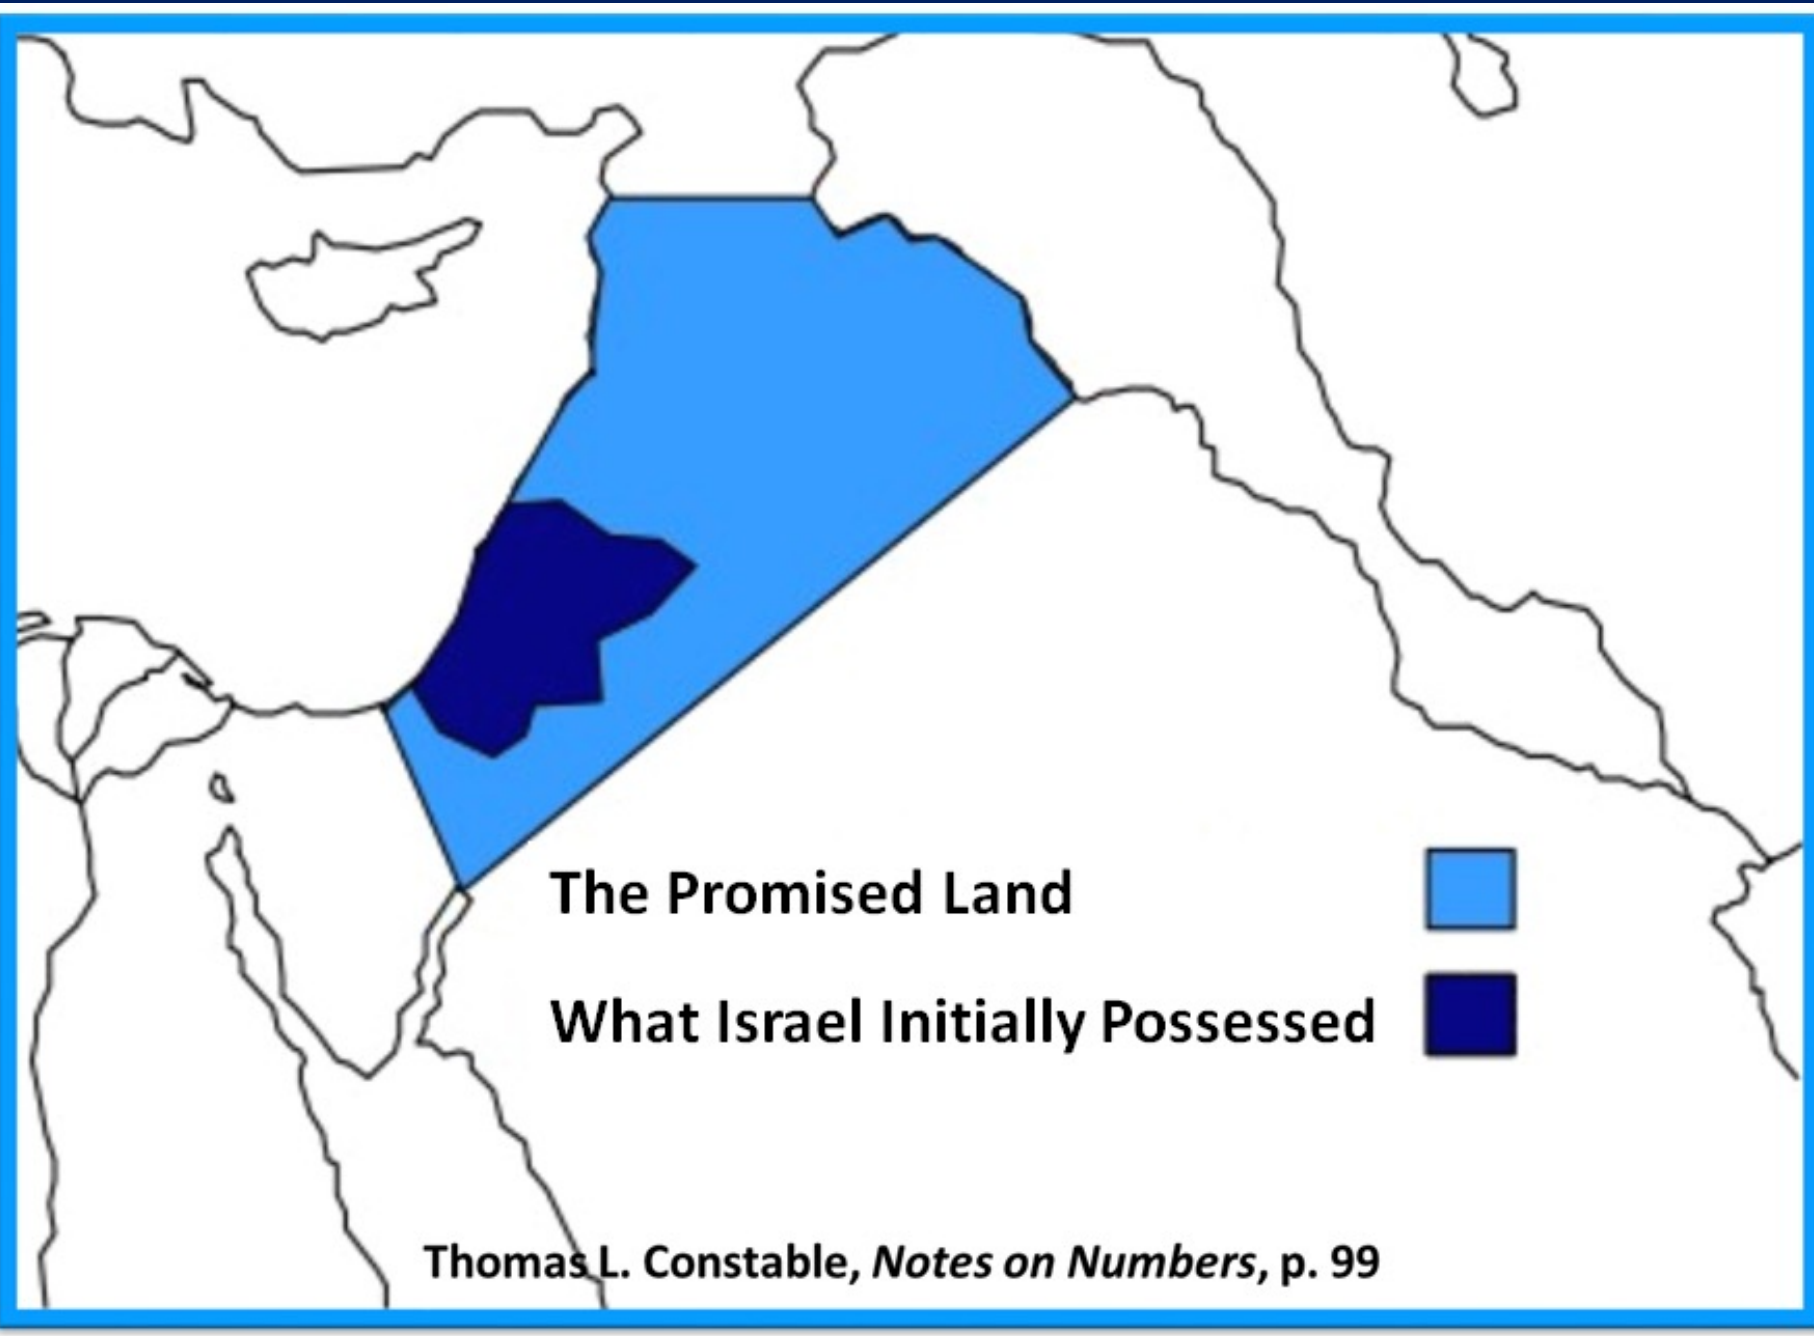 The Promised Land
What Israel Initially Possessed
Thomas L. Constable, Notes on Numbers, p. 99